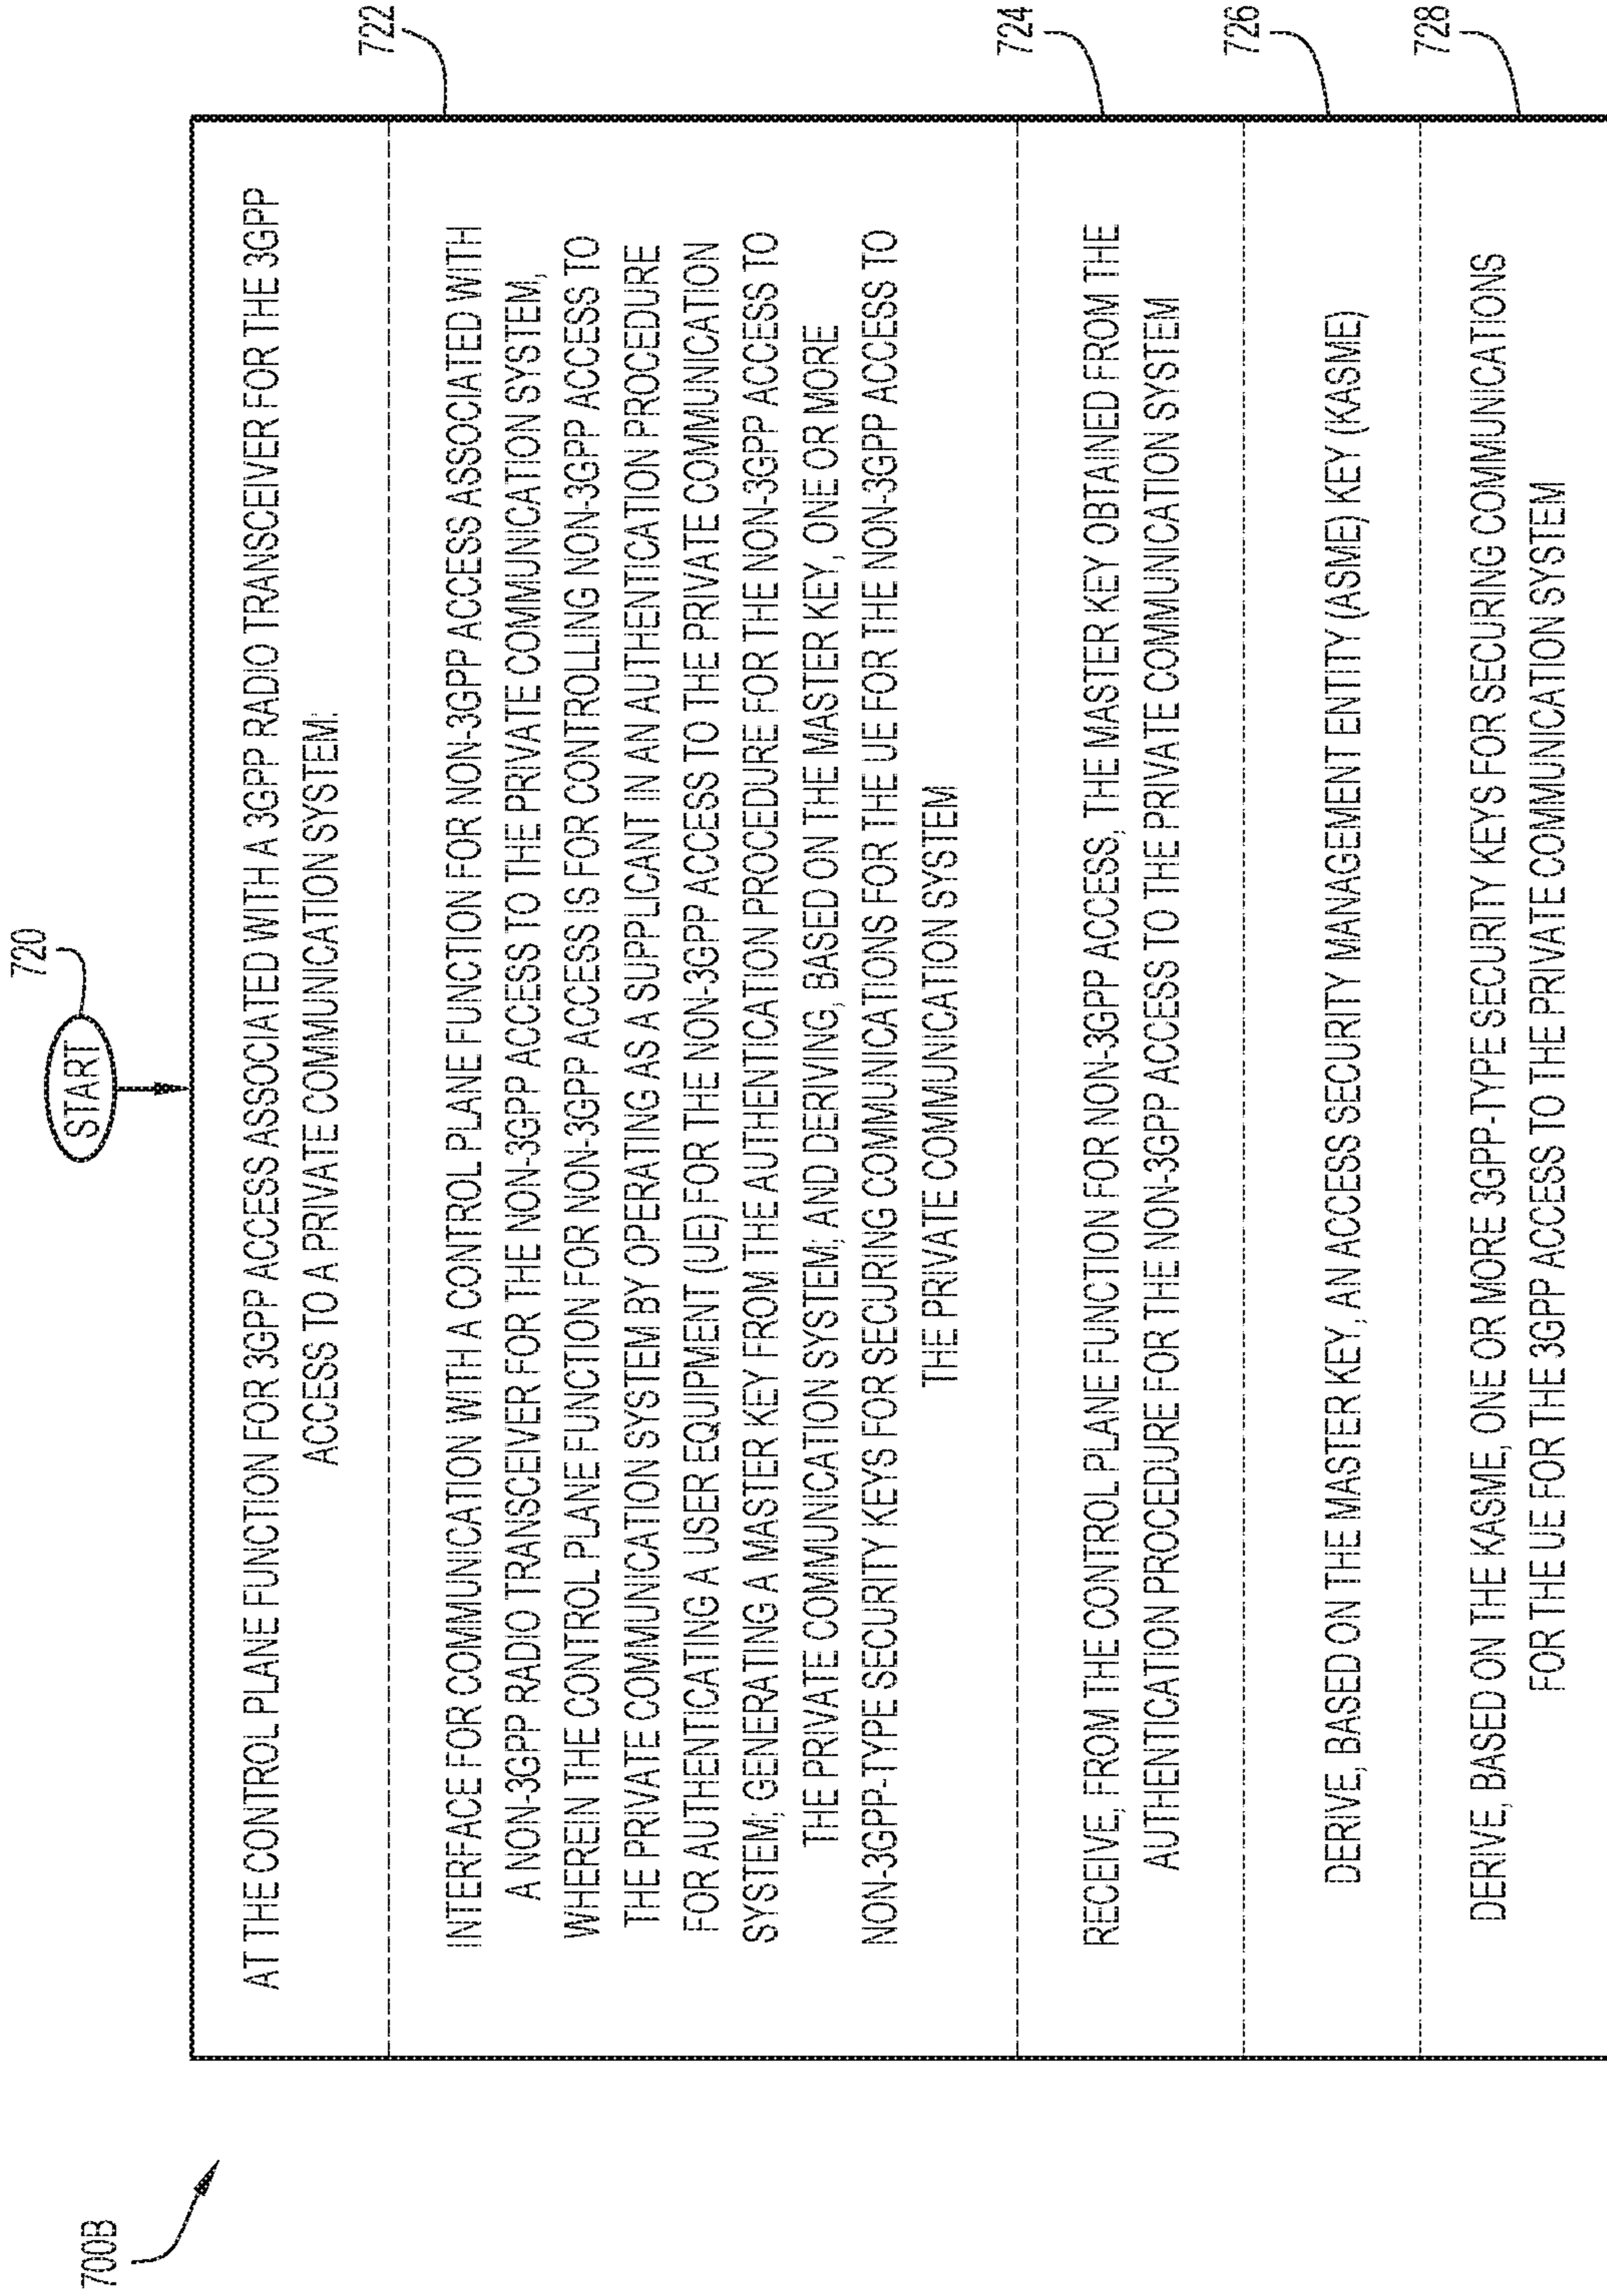 700B
720
START
AT THE CONTROL PLANE FUNCTION FOR 3GPP ACCESS ASSOCIATED WITH A 3GPP RADIO TRANSCEIVER FOR THE 3GPP
ACCESS TO A PRIVATE COMMUNICATION SYSTEM:
722
INTERFACE FOR COMMUNICATION WITH A CONTROL PLANE FUNCTION FOR NON-3GPP ACCESS ASSOCIATED WITH
A NON-3GPP RADIO TRANSCEIVER FOR THE NON-3GPP ACCESS TO THE PRIVATE COMMUNICATION SYSTEM,
WHEREIN THE CONTROL PLANE FUNCTION FOR NON-3GPP ACCESS IS FOR CONTROLLING NON-3GPP ACCESS TO
THE PRIVATE COMMUNICATION SYSTEM BY OPERATING AS A SUPPLICANT IN AN AUTHENTICATION PROCEDURE
FOR AUTHENTICATING A USER EQUIPMENT (UE) FOR THE NON-3GPP ACCESS TO THE PRIVATE COMMUNICATION
SYSTEM; GENERATING A MASTER KEY FROM THE AUTHENTICATION PROCEDURE FOR THE NON-3GPP ACCESS TO
THE PRIVATE COMMUNICATION SYSTEM; AND DERIVING, BASED ON THE MASTER KEY, ONE OR MORE
NON-3GPP-TYPE SECURITY KEYS FOR SECURING COMMUNICATIONS FOR THE UE FOR THE NON-3GPP ACCESS TO
THE PRIVATE COMMUNICATION SYSTEM
724
RECEIVE, FROM THE CONTROL PLANE FUNCTION FOR NON-3GPP ACCESS, THE MASTER KEY OBTAINED FROM THE
AUTHENTICATION PROCEDURE FOR THE NON-3GPP ACCESS TO THE PRIVATE COMMUNICATION SYSTEM
726
DERIVE, BASED ON THE MASTER KEY, AN ACCESS SECURITY MANAGEMENT ENTITY (ASME) KEY (KASME)
728
DERIVE, BASED ON THE KASME, ONE OR MORE 3GPP-TYPE SECURITY KEYS FOR SECURING COMMUNICATIONS
FOR THE UE FOR THE 3GPP ACCESS TO THE PRIVATE COMMUNICATION SYSTEM